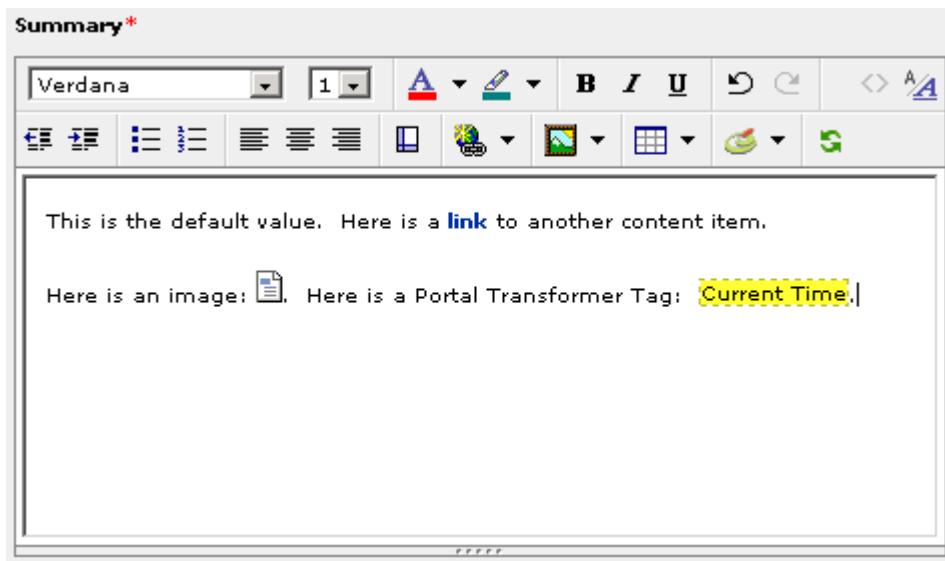 Summary*
Verdana 1 A B I U <> A/A
This is the default value. Here is a link to another content item.
Here is an image: . Here is a Portal Transformer Tag: Current Time.